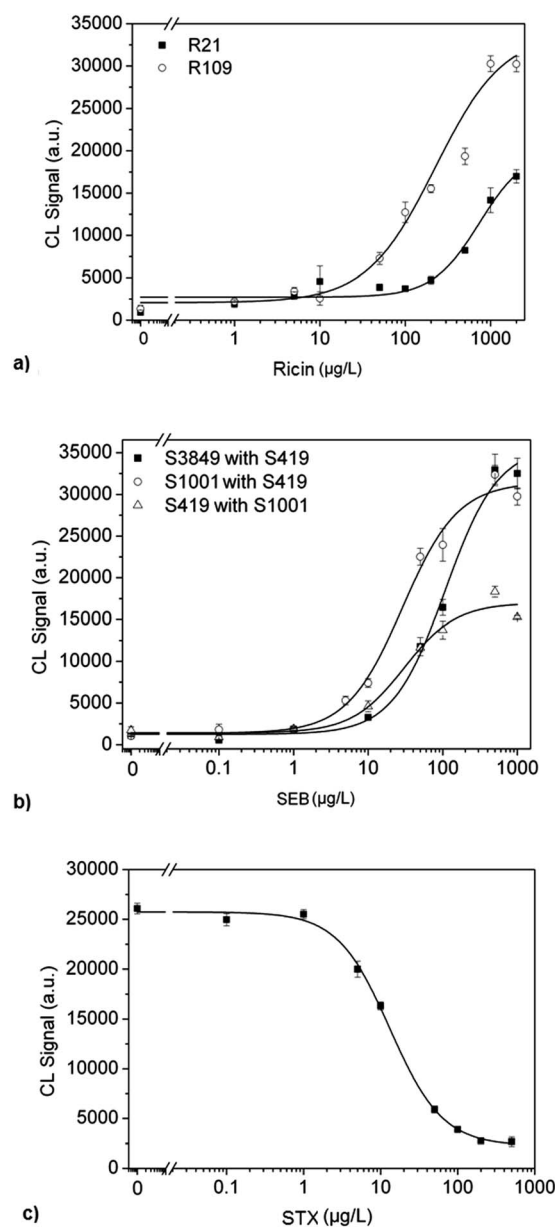 35000
30000
25000
20000
15000
10000
5000
0
CL Signal (a.u.)
R21
R109
0 1 10 100 1000
Ricin (µg/L)
a)
35000
30000
25000
20000
15000
10000
5000
0
CL Signal (a.u.)
S3849 with S419
S1001 with S419
S419 with S1001
0 0.1 1 10 100 1000
SEB(µg/L)
b)
30000
25000
20000
15000
10000
5000
0
CL Signal (a.u.)
0 0.1 1 10 100 1000
STX (µg/L)
c)